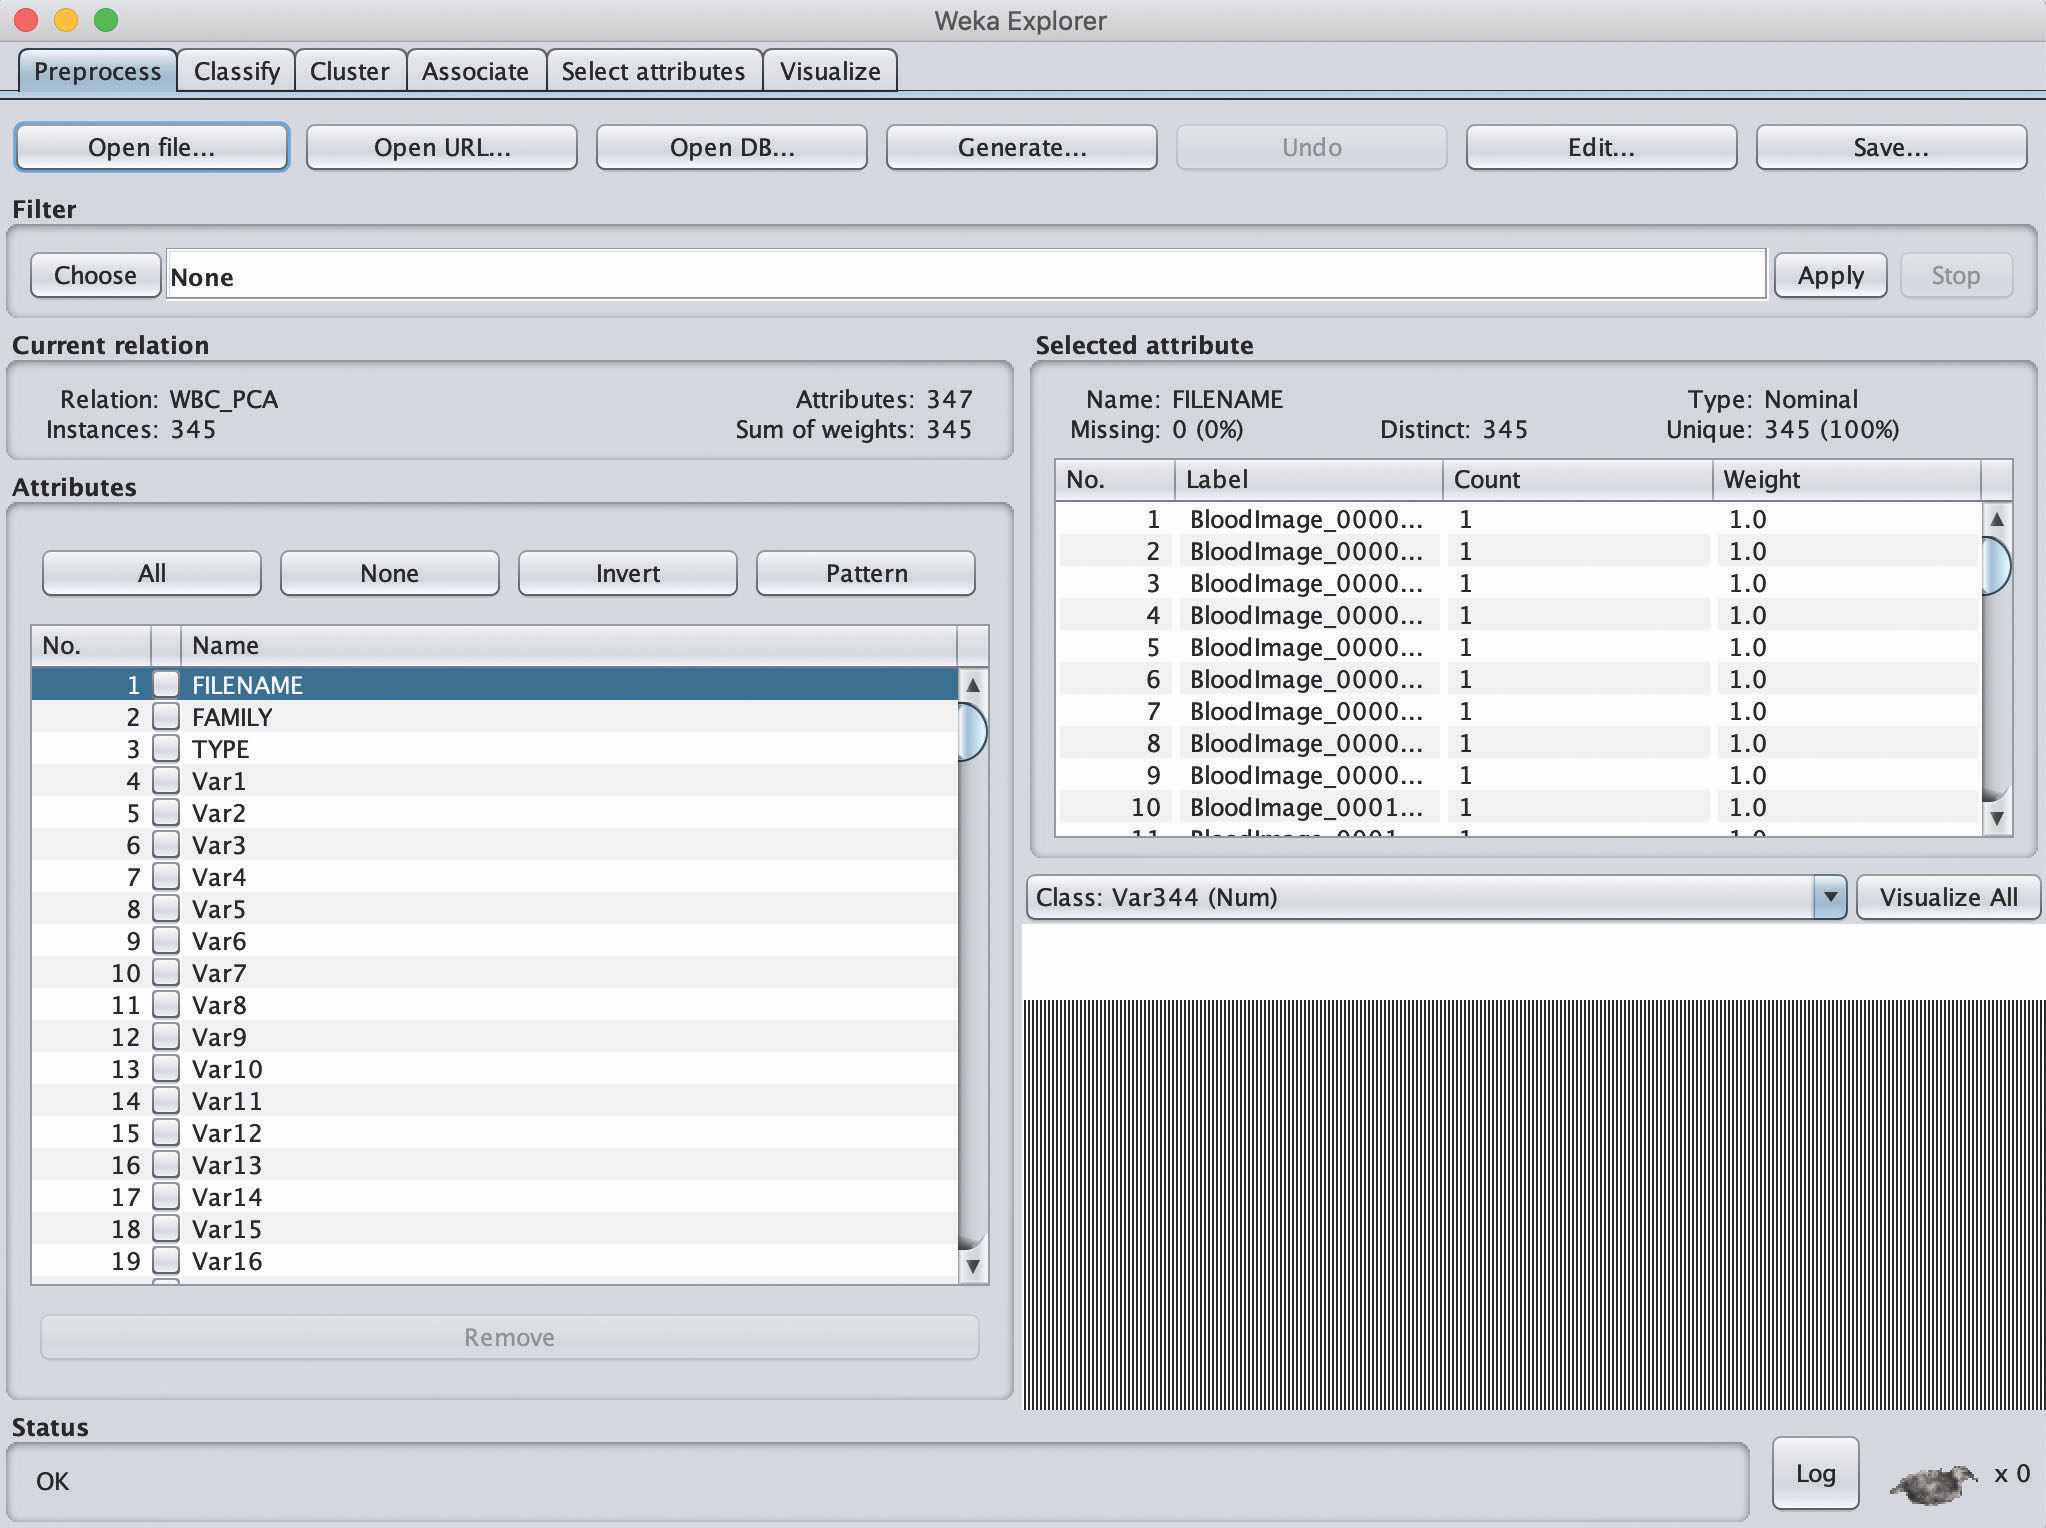 Weka Explorer
Preprocess Classify Cluster Associate Select attributes Visualize
Open file... Open URL... Open DB... Generate... Undo Edit... Save...
Filter
Choose None Apply Stop
Current relation
Relation: WBC_PCA Attributes: 347
Instances: 345 Sum of weights: 345
Attributes
All None Invert Pattern
No. Name
1 FILENAME
2 FAMILY
3 TYPE
4 Var1
5 Var2
6 Var3
7 Var4
8 Var5
9 Var6
10 Var7
11 Var8
12 Var9
13 Var10
14 Var11
15 Var12
16 Var13
17 Var14
18 Var15
19 Var16
Remove
Selected attribute
Name: FILENAME Type: Nominal
Missing: 0 (0%) Distinct: 345 Unique: 345 (100%)
No. Label Count Weight
1 BloodImage_0000... 1 1.0
2 BloodImage_0000... 1 1.0
3 BloodImage_0000... 1 1.0
4 BloodImage_0000... 1 1.0
5 BloodImage_0000... 1 1.0
6 BloodImage_0000... 1 1.0
7 BloodImage_0000... 1 1.0
8 BloodImage_0000... 1 1.0
9 BloodImage_0000... 1 1.0
10 BloodImage_0001... 1 1.0
Class: Var344 (Num) Visualize All
Status
OK
Log x 0